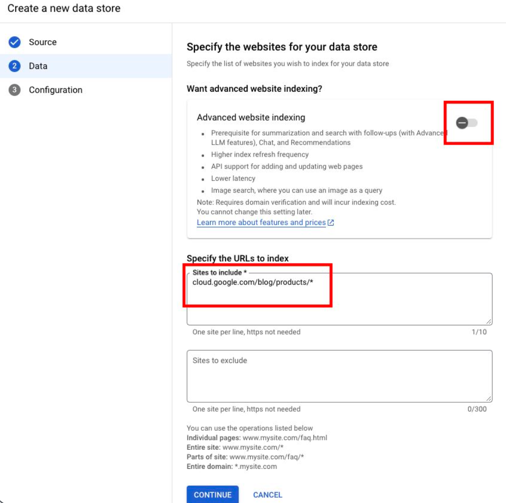 Create a new data store
Source
2 Data
3 Configuration
Specify the websites for your data store
Specify the list of websites you wish to index for your data store
Want advanced website indexing?
Advanced website indexing
• Prerequisite for summarization and search with follow-ups (with Advanced
LLM features), Chat, and Recommendations
• Higher index refresh frequency
• API support for adding and updating web pages
• Lower latency
• Image search, where you can use an image as a query
Note: Requires domain verification and will incur indexing cost.
You cannot change this setting later.
Learn more about features and prices
Specify the URLs to index
Sites to include *
cloud.google.com/blog/products/*
One site per line, https not needed 1/10
Sites to exclude
One site per line, https not needed 0/300
You can use the operations listed below
Individual pages: www.mysite.com/faq.html
Entire site: www.mysite.com/*
Parts of site: www.mysite.com/faq/*
Entire domain: *.mysite.com
CONTINUE CANCEL